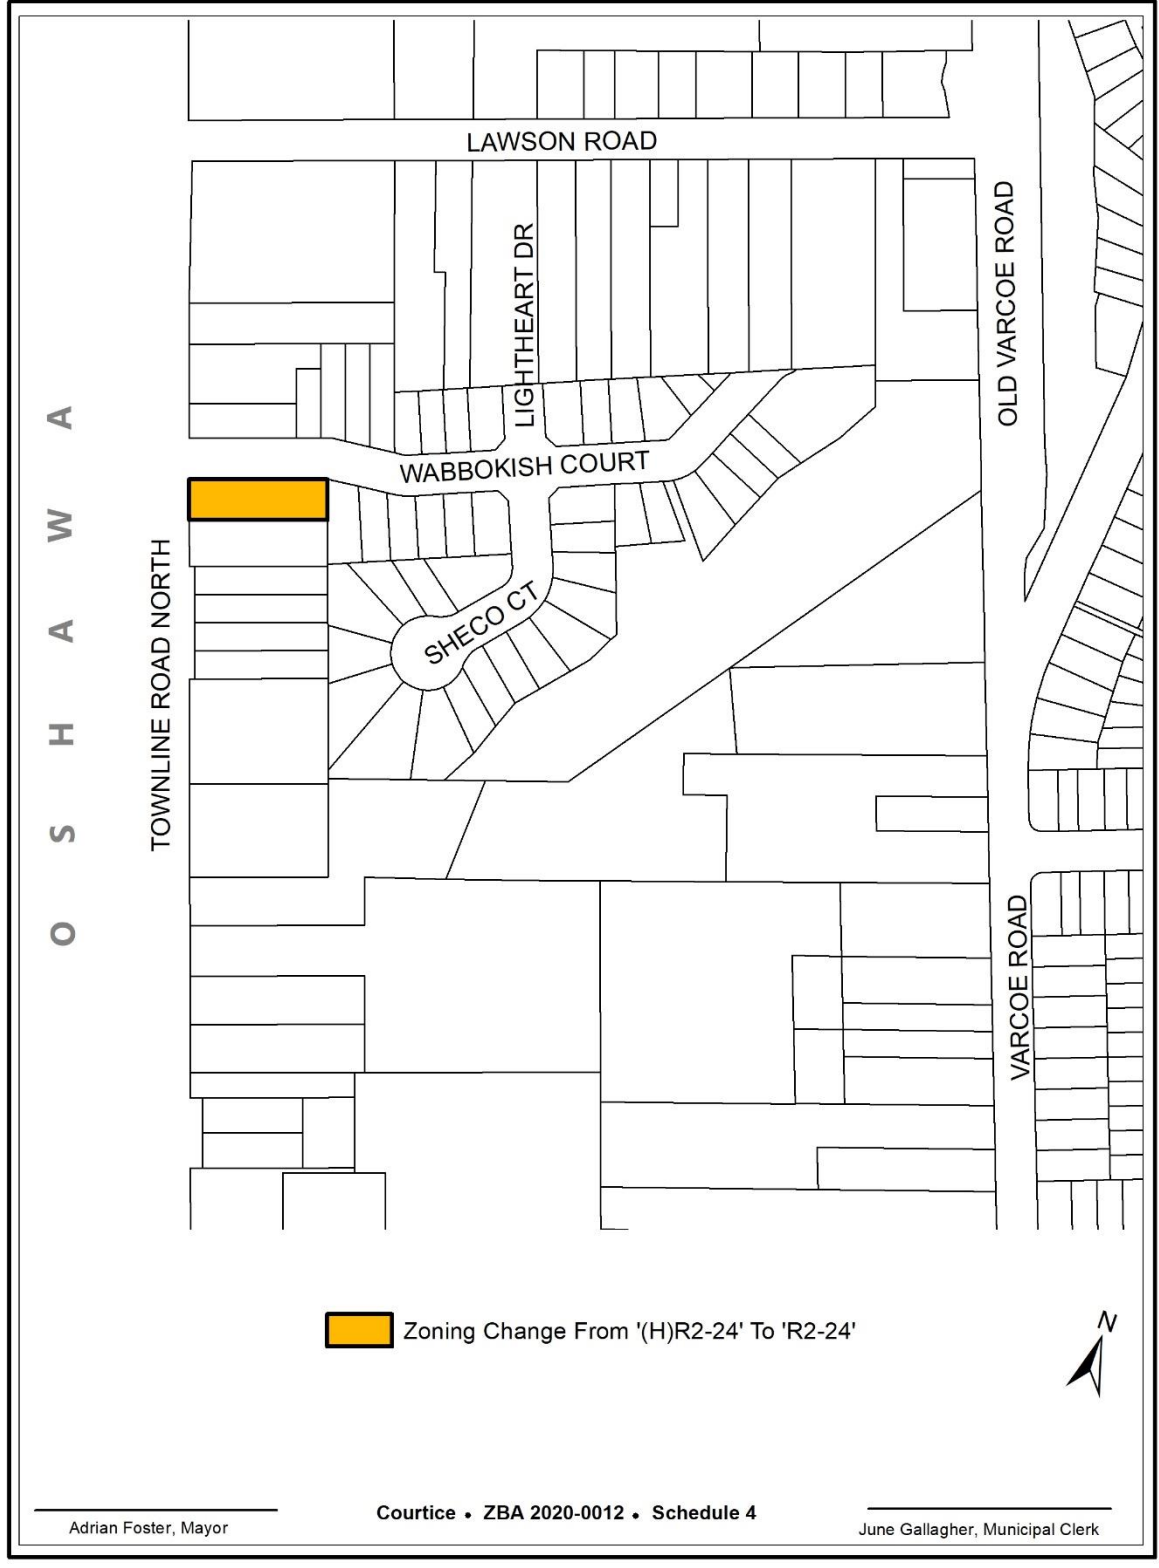 LAWSON ROAD
LIGHTHEART DR
OLD VARCOE ROAD
WABBOKISH COURT
OSHAWA
TOWNLINE ROAD NORTH
SHECO CT
VARCOE ROAD
Zoning Change From '(H)R2-24' To 'R2-24'
N
Courtice • ZBA 2020-0012 • Schedule 4
Adrian Foster, Mayor
June Gallagher, Municipal Clerk